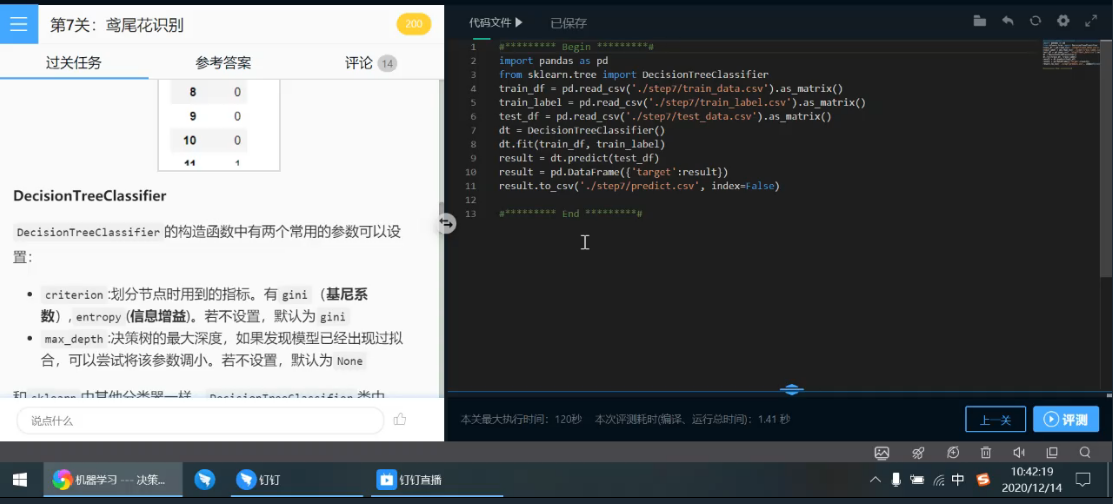 第7关：鸢尾花识别
200
过关任务
参考答案
评论 14
8 0
9 0
10 0
11 1
DecisionTreeClassifier
DecisionTreeClassifier 的构造函数中有两个常用的参数可以设
置：
criterion :划分节点时用到的指标。有 gini （基尼系
数）, entropy (信息增益)。若不设置，默认为 gini
max_depth :决策树的最大深度，如果发现模型已经出现过拟
合，可以尝试将该参数调小。若不设置，默认为 None
和 sklearn 中其他分类器一样，DecisionTreeClassifier 类中
说点什么
代码文件
已保存
1 #********* Begin *********#
2 import pandas as pd
3 from sklearn.tree import DecisionTreeClassifier
4 train_df = pd.read_csv('./step7/train_data.csv').as_matrix()
5 train_label = pd.read_csv('./step7/train_label.csv').as_matrix()
6 test_df = pd.read_csv('./step7/test_data.csv').as_matrix()
7 dt = DecisionTreeClassifier()
8 dt.fit(train_df, train_label)
9 result = dt.predict(test_df)
10 result = pd.DataFrame({'target':result})
11 result.to_csv('./step7/predict.csv', index=False)
12
13 #********* End *********#
本关最大执行时间：120秒 本次评测耗时(编译、运行总时间)：1.41 秒
上一关
评测
机器学习 --- 决策...
钉钉
钉钉直播
中
10:42:19
2020/12/14